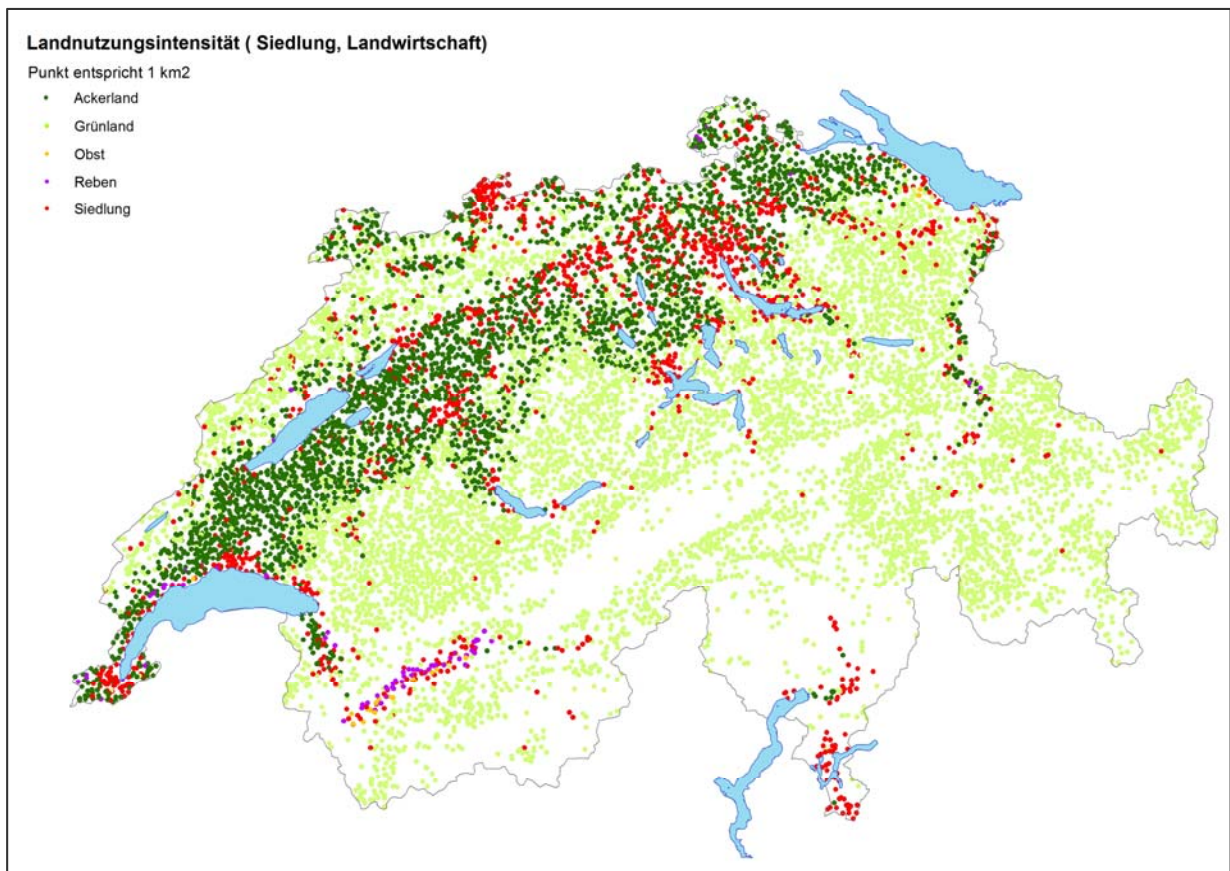 Landnutzungsintensität ( Siedlung, Landwirtschaft)
Punkt entspricht 1 km2
Ackerland
Grünland
Obst
Reben
Siedlung